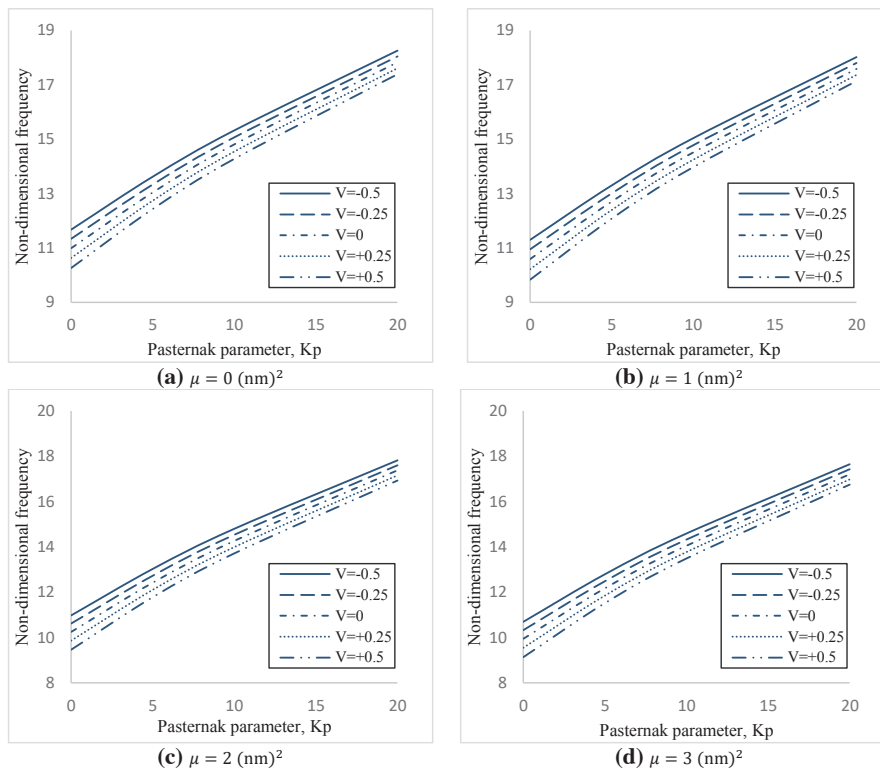 Non-dimensional frequency
19
17
15
13
11
9
V=-0.5
V=-0.25
V=0
V=+0.25
V=+0.5
0 5 10 15 20
Pasternak parameter, Kp
(a) μ = 0 (nm)²
Non-dimensional frequency
19
17
15
13
11
9
V=-0.5
V=-0.25
V=0
V=+0.25
V=+0.5
0 5 10 15 20
Pasternak parameter, Kp
(b) μ = 1 (nm)²
Non-dimensional frequency
20
18
16
14
12
10
8
V=-0.5
V=-0.25
V=0
V=+0.25
V=+0.5
0 5 10 15 20
Pasternak parameter, Kp
(c) μ = 2 (nm)²
Non-dimensional frequency
20
18
16
14
12
10
8
V=-0.5
V=-0.25
V=0
V=+0.25
V=+0.5
0 5 10 15 20
Pasternak parameter, Kp
(d) μ = 3 (nm)²